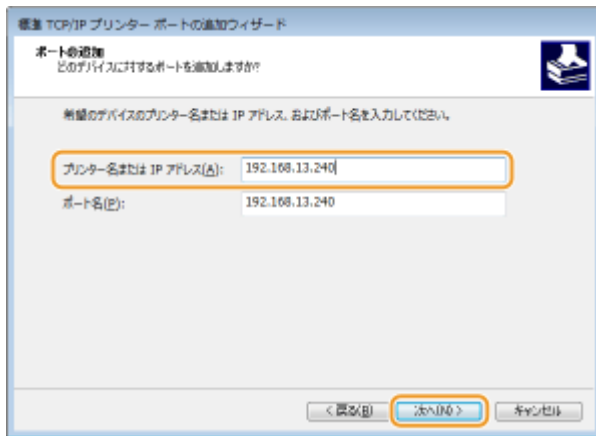 標準 TCP/IP プリンター ポートの追加ウィザード
ポートの追加
どのデバイスに対するポートを追加しますか?
希望のデバイスのプリンター名または IP アドレス、およびポート名を入力してください。
プリンター名または IP アドレス(A): 192.168.13.240
ポート名(P): 192.168.13.240
< 戻る(B) 次へ(N) > キャンセル